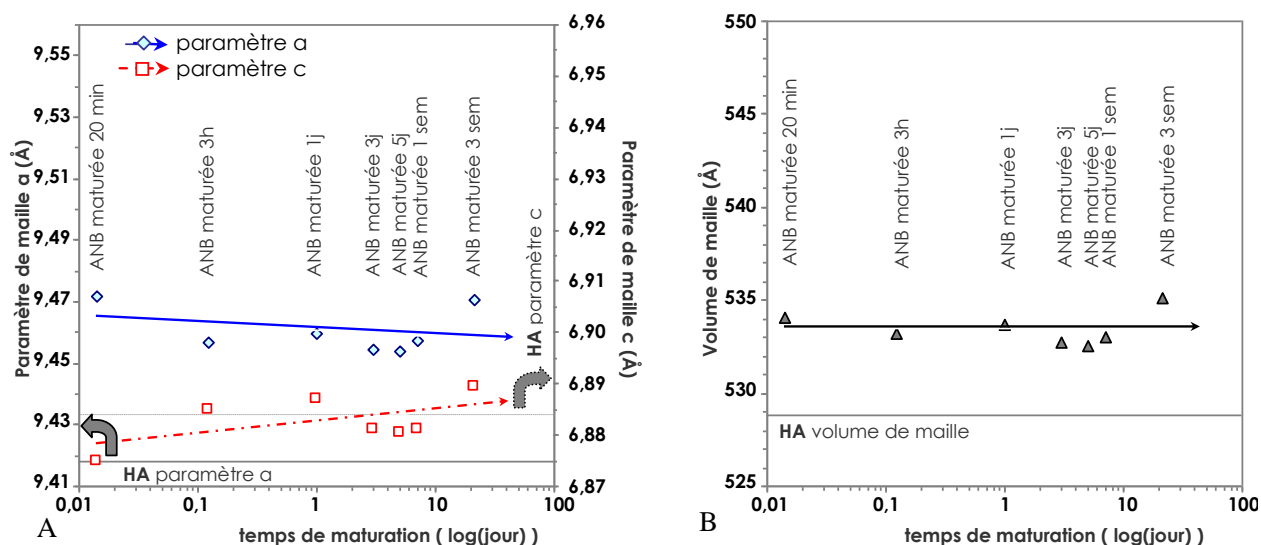 9,55
9,53
9,51
9,49
9,47
9,45
9,43
9,41
Paramètre de maille a (Å)
paramètre a
paramètre c
ANB maturée 20 min
ANB maturée 3h
ANB maturée 1j
ANB maturée 3j
ANB maturée 5j
ANB maturée 1 sem
ANB maturée 3 sem
HA paramètre c
HA paramètre a
6,96
6,95
6,94
6,93
6,92
6,91
6,90
6,89
6,88
6,87
Paramètre de maille c (Å)
0,01 0,1 1 10 100
A
temps de maturation ( log(jour) )
550
545
540
535
530
525
Volume de maille (Å)
ANB maturée 20 min
ANB maturée 3h
ANB maturée 1j
ANB maturée 3j
ANB maturée 5j
ANB maturée 1 sem
ANB maturée 3 sem
HA volume de maille
0,01 0,1 1 10 100
B
temps de maturation ( log(jour) )